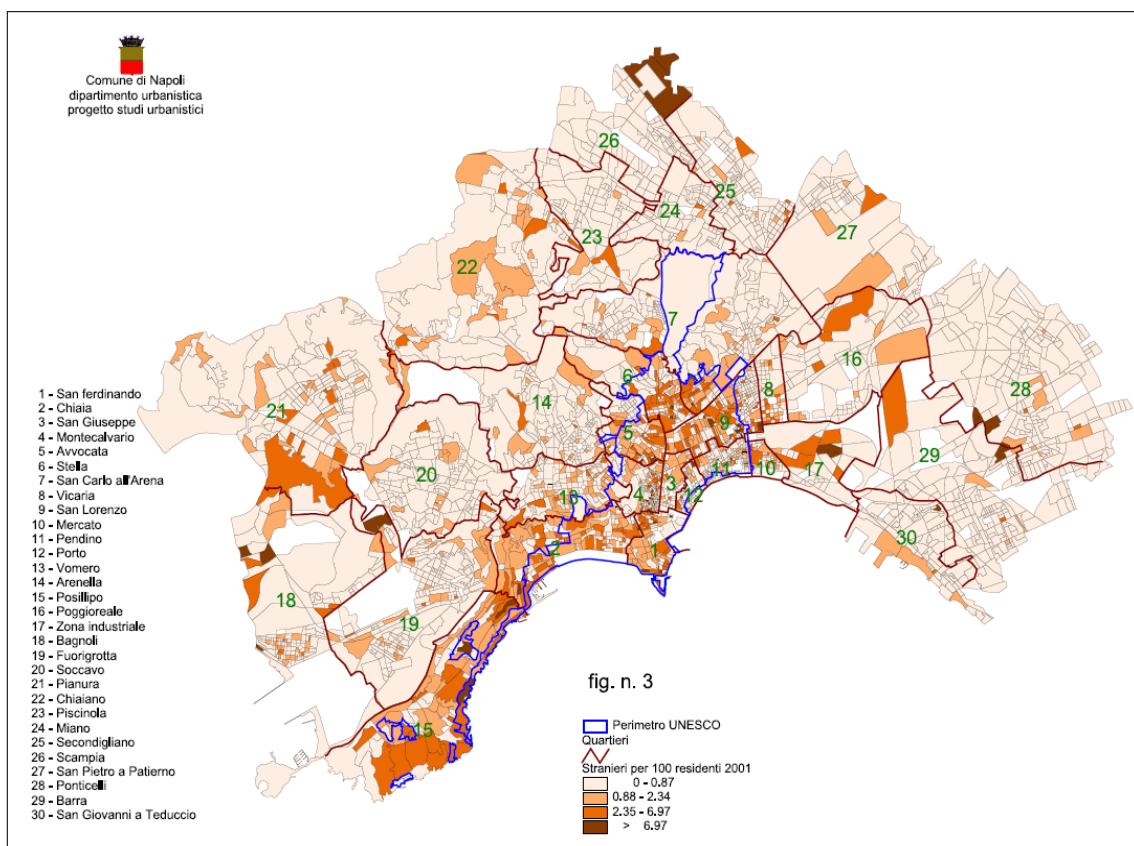 Comune di Napoli
dipartimento urbanistica
progetto studi urbanistici
1 - San ferdinando
2 - Chiaia
3 - San Giuseppe
4 - Montecalvario
5 - Avvocata
6 - Stella
7 - San Carlo all'Arena
8 - Vicaria
9 - San Lorenzo
10 - Mercato
11 - Pendino
12 - Porto
13 - Vomero
14 - Arenella
15 - Posillipo
16 - Poggioreale
17 - Zona industriale
18 - Bagnoli
19 - Fuorigrotta
20 - Soccavo
21 - Pianura
22 - Chiaiano
23 - Piscinola
24 - Miano
25 - Secondigliano
26 - Scampia
27 - San Pietro a Patierno
28 - Ponticelli
29 - Barra
30 - San Giovanni a Teduccio
26
25
24
27
23
22
7
16
6
8
28
14
21
9
5
29
20
11
10
17
3
4
12
13
30
2
1
18
19
15
fig. n. 3
Perimetro UNESCO
Quartieri
Stranieri per 100 residenti 2001
0 - 0.87
0.88 - 2.34
2.35 - 6.97
> 6.97